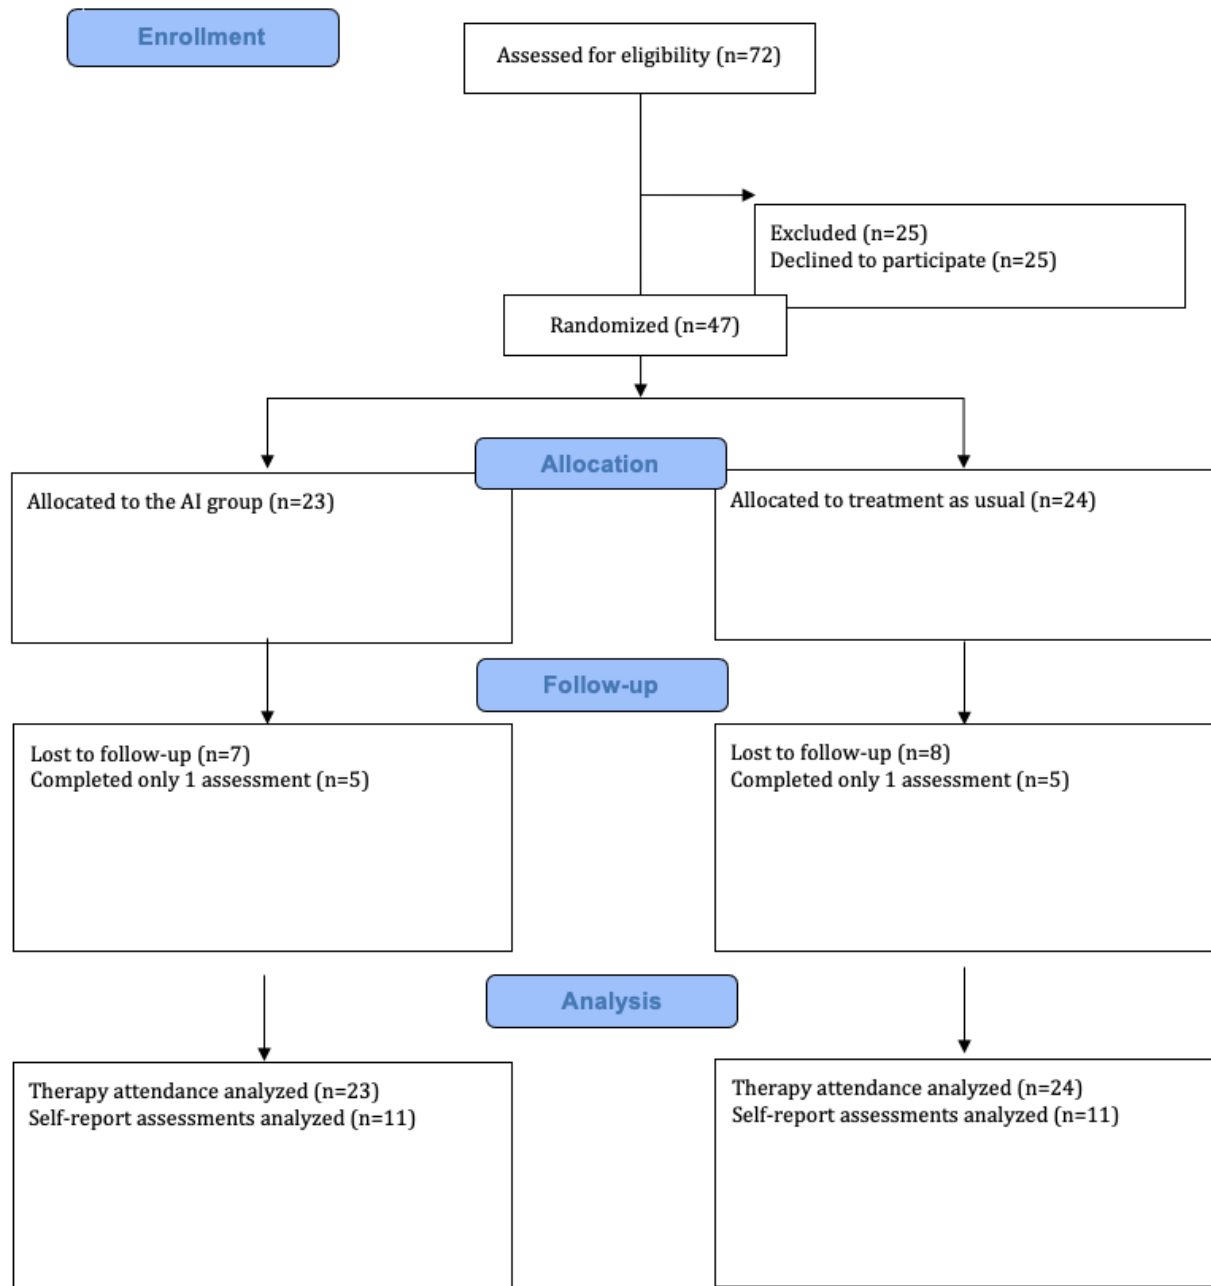 Enrollment
Assessed for eligibility (n=72)
Excluded (n=25)
Declined to participate (n=25)
Randomized (n=47)
Allocation
Allocated to the AI group (n=23)
Allocated to treatment as usual (n=24)
Follow-up
Lost to follow-up (n=7)
Completed only 1 assessment (n=5)
Lost to follow-up (n=8)
Completed only 1 assessment (n=5)
Analysis
Therapy attendance analyzed (n=23)
Self-report assessments analyzed (n=11)
Therapy attendance analyzed (n=24)
Self-report assessments analyzed (n=11)